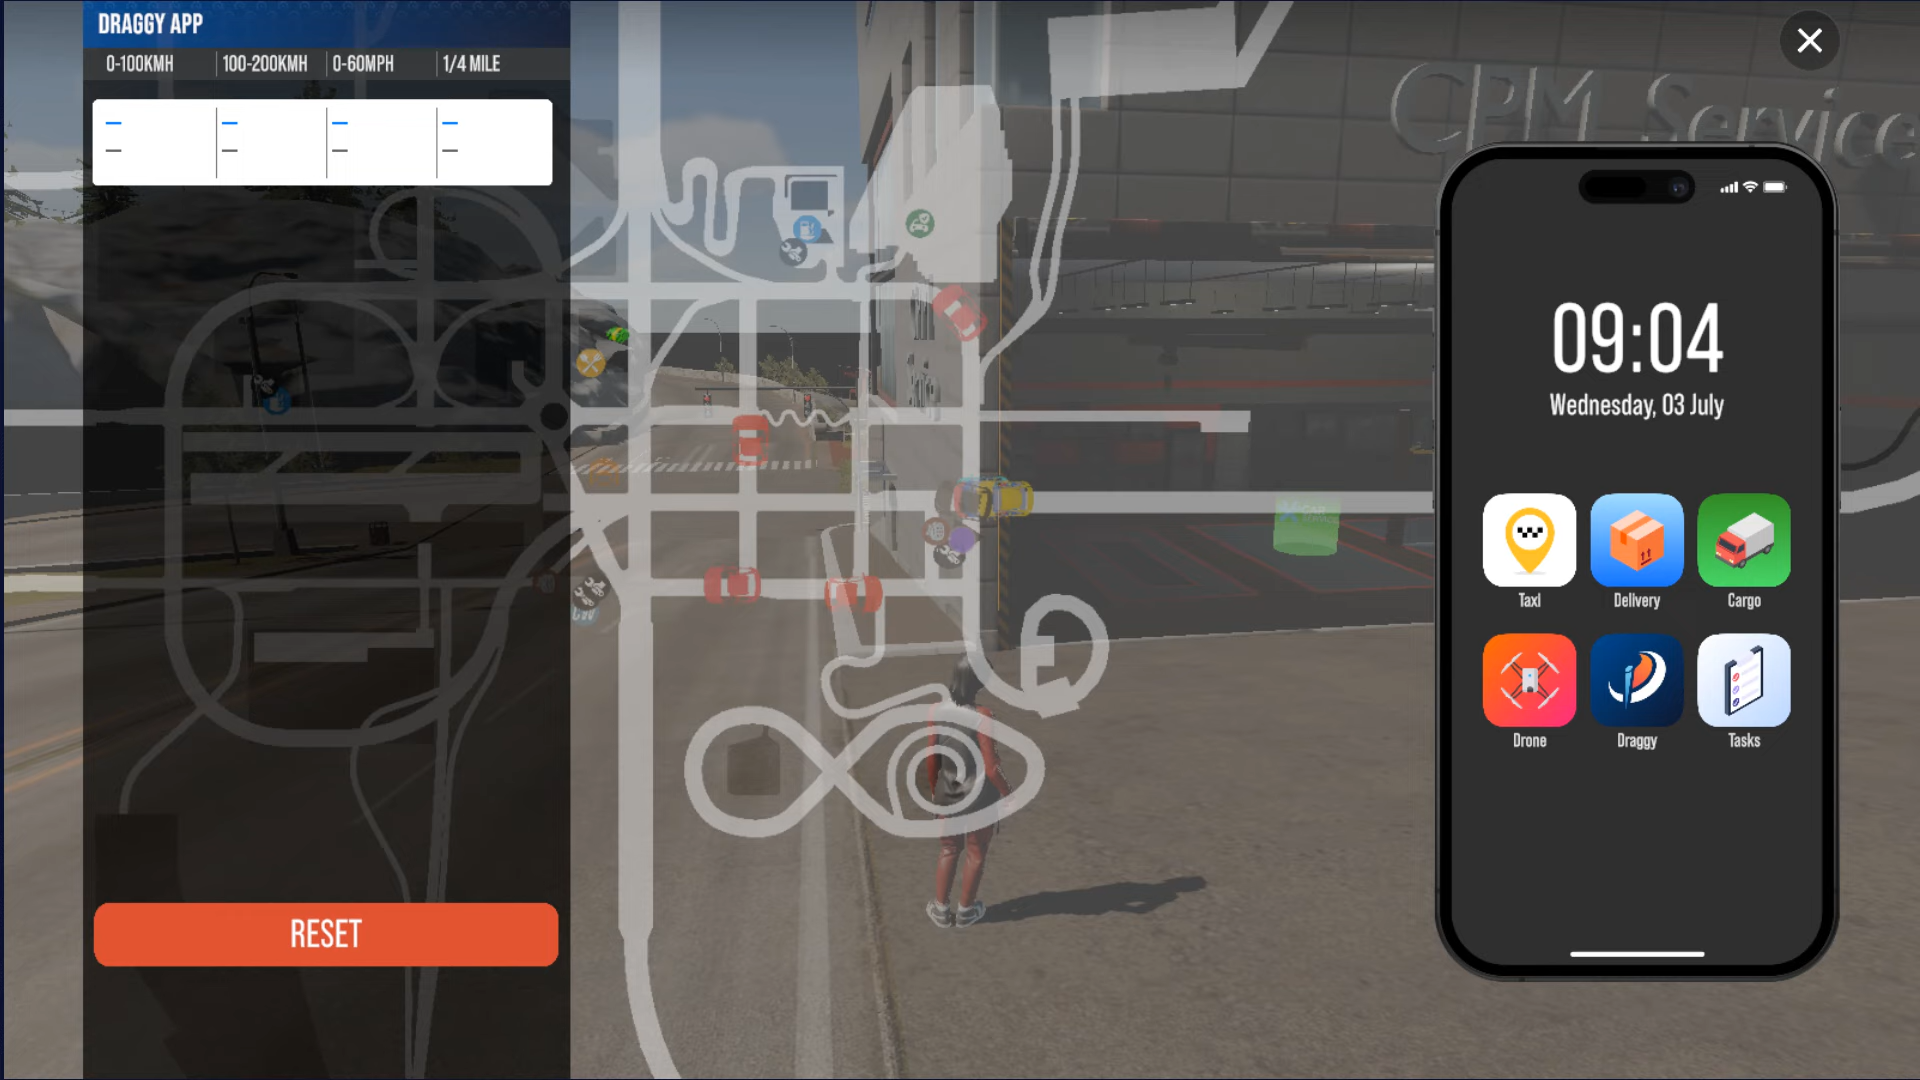 DRAGGY APP
0-100KMH 100-200KMH 0-60MPH 1/4 MILE
RESET
CPM Service
09:04
Wednesday, 03 July
Taxi Delivery Cargo
Drone Draggy Tasks
CAR